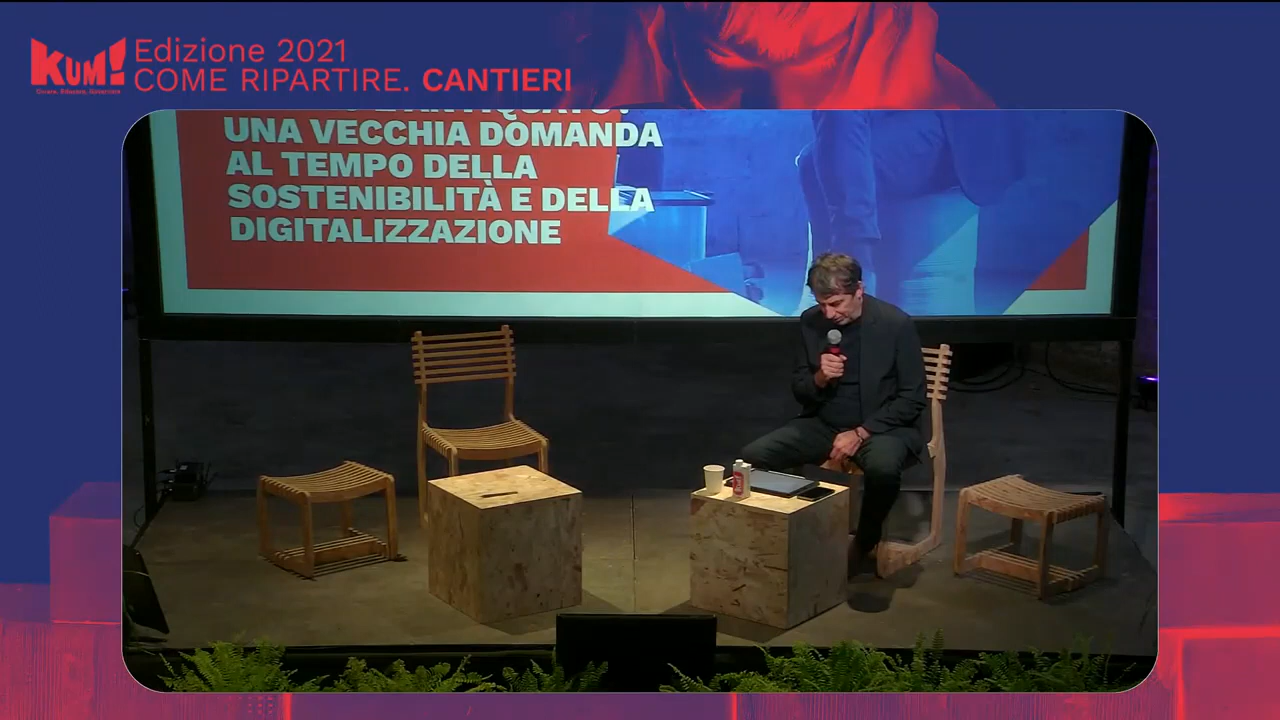 KUM!
Edizione 2021
COME RIPARTIRE. CANTIERI
UNA VECCHIA DOMANDA
AL TEMPO DELLA
SOSTENIBILITÀ E DELLA
DIGITALIZZAZIONE